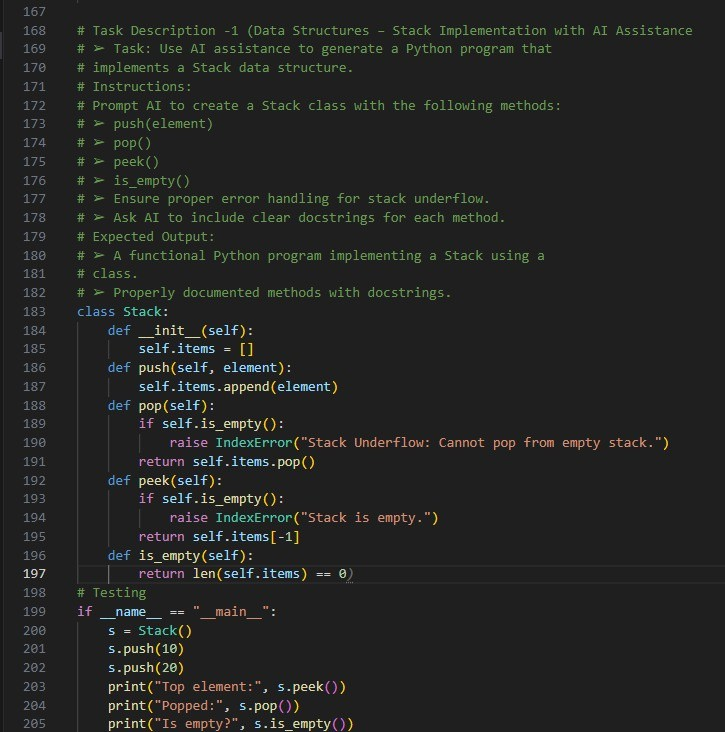 167
168 # Task Description -1 (Data Structures – Stack Implementation with AI Assistance
169 # ➢ Task: Use AI assistance to generate a Python program that
170 # implements a Stack data structure.
171 # Instructions:
172 # Prompt AI to create a Stack class with the following methods:
173 # ➢ push(element)
174 # ➢ pop()
175 # ➢ peek()
176 # ➢ is_empty()
177 # ➢ Ensure proper error handling for stack underflow.
178 # ➢ Ask AI to include clear docstrings for each method.
179 # Expected Output:
180 # ➢ A functional Python program implementing a Stack using a
181 # class.
182 # ➢ Properly documented methods with docstrings.
183 class Stack:
184     def __init__(self):
185         self.items = []
186     def push(self, element):
187         self.items.append(element)
188     def pop(self):
189         if self.is_empty():
190             raise IndexError("Stack Underflow: Cannot pop from empty stack.")
191         return self.items.pop()
192     def peek(self):
193         if self.is_empty():
194             raise IndexError("Stack is empty.")
195         return self.items[-1]
196     def is_empty(self):
197         return len(self.items) == 0)
198 # Testing
199 if __name__ == "__main__":
200     s = Stack()
201     s.push(10)
202     s.push(20)
203     print("Top element:", s.peek())
204     print("Popped:", s.pop())
205     print("Is empty?", s.is_empty())